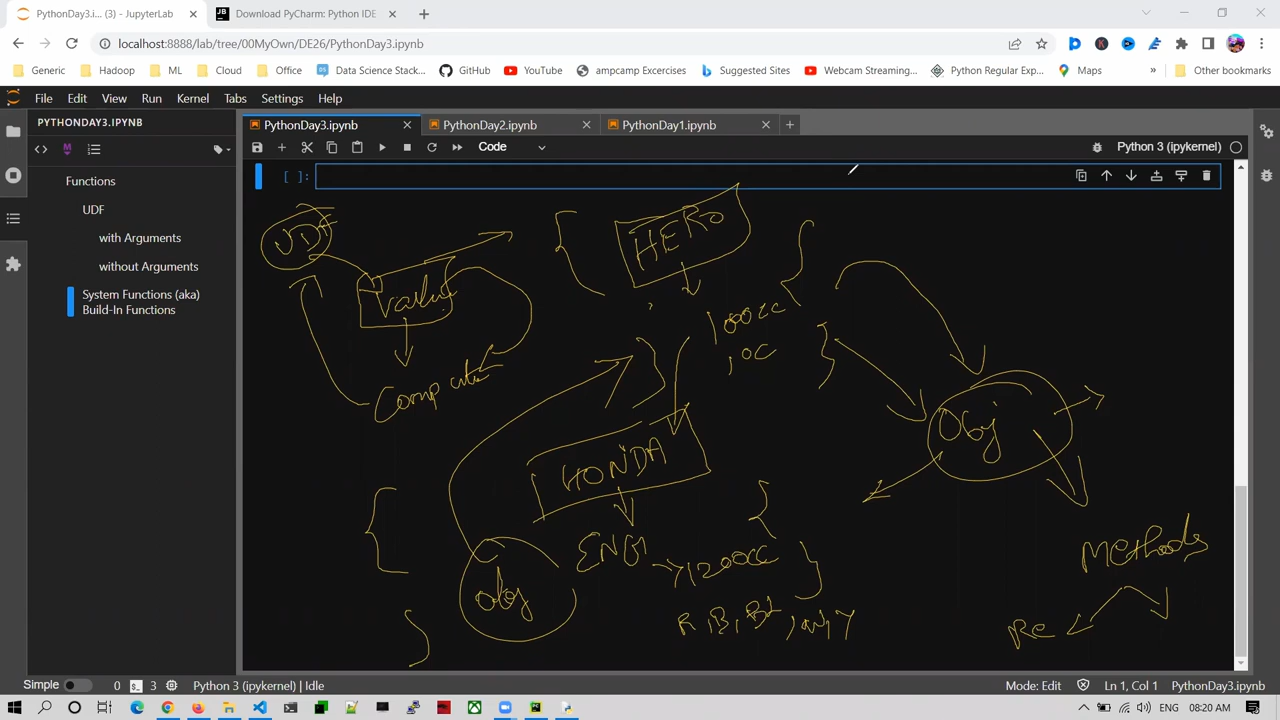 PythonDay3.i... (3) - JupyterLab
Download PyCharm: Python IDE
localhost:8888/lab/tree/00MyOwn/DE26/PythonDay3.ipynb
Generic Hadoop ML Cloud Office Data Science Stack... GitHub YouTube ampcamp Excercises Suggested Sites Webcam Streaming... Python Regular Exp... Maps » Other bookmarks
File Edit View Run Kernel Tabs Settings Help
PYTHONDAY3.IPYNB
PythonDay3.ipynb PythonDay2.ipynb PythonDay1.ipynb
Code Python 3 (ipykernel)
Functions
UDF
with Arguments
without Arguments
System Functions (aka)
Build-In Functions
[ ]:
UDF
HERO
value
1000cc
Compute
Obj
HONDA
ENG
1200cc
obj
Methods
Re
Simple 0 3 Python 3 (ipykernel) | Idle Mode: Edit Ln 1, Col 1 PythonDay3.ipynb
ENG 08:20 AM